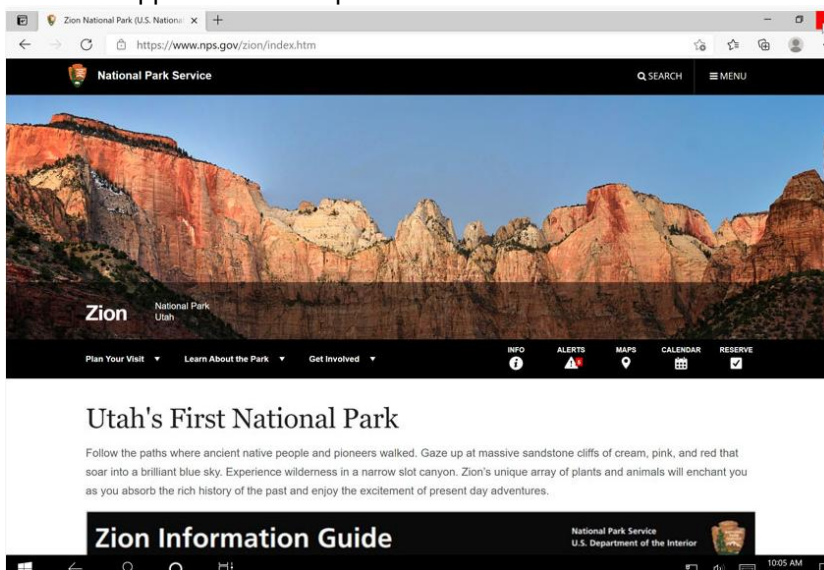 Zion National Park (U.S. Nationa
https://www.nps.gov/zion/index.htm
National Park Service
SEARCH
MENU
Zion
National Park
Utah
Plan Your Visit
Learn About the Park
Get Involved
INFO
ALERTS
MAPS
CALENDAR
RESERVE
Utah's First National Park
Follow the paths where ancient native people and pioneers walked. Gaze up at massive sandstone cliffs of cream, pink, and red that
soar into a brilliant blue sky. Experience wilderness in a narrow slot canyon. Zion's unique array of plants and animals will enchant you
as you absorb the rich history of the past and enjoy the excitement of present day adventures.
Zion Information Guide
National Park Service
U.S. Department of the Interior
10:05 AM